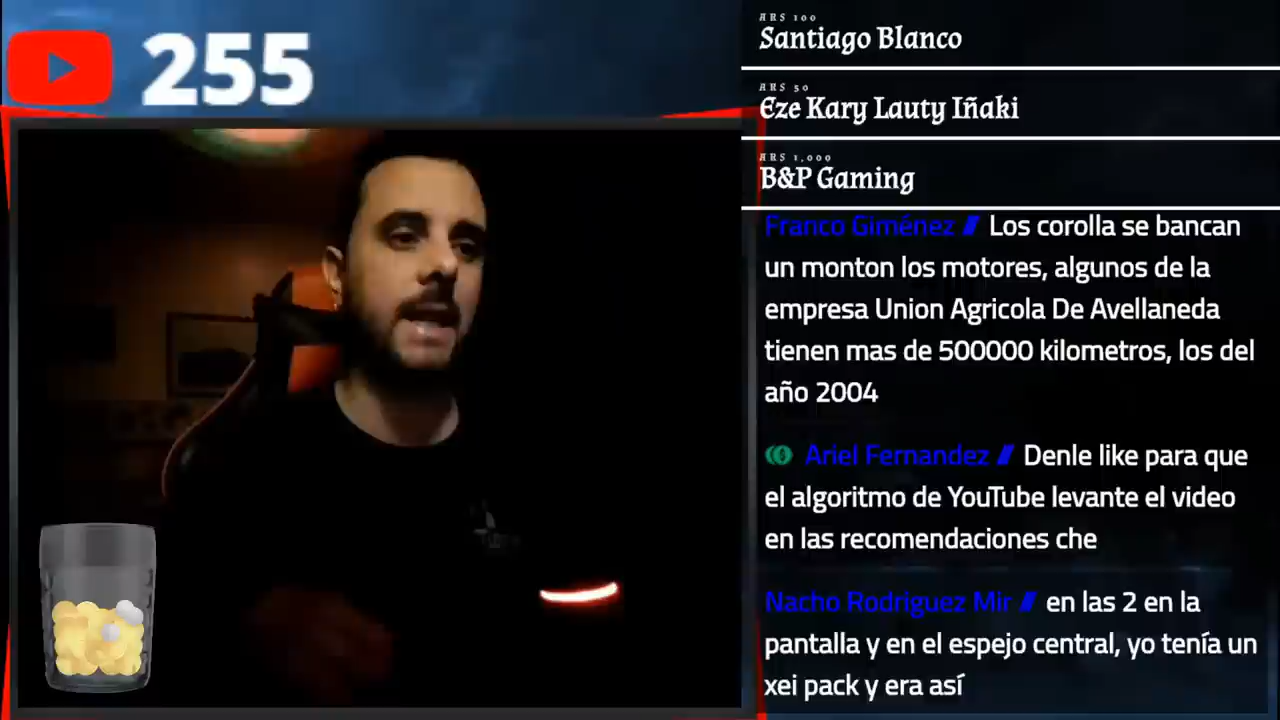 255
ARS 100
Santiago Blanco
ARS 50
Eze Kary Lauty Iñaki
ARS 1,000
B&P Gaming
Franco Giménez // Los corolla se bancan
un monton los motores, algunos de la
empresa Union Agricola De Avellaneda
tienen mas de 500000 kilometros, los del
año 2004
Ariel Fernandez // Denle like para que
el algoritmo de YouTube levante el video
en las recomendaciones che
Nacho Rodriguez Mir // en las 2 en la
pantalla y en el espejo central, yo tenía un
xei pack y era así